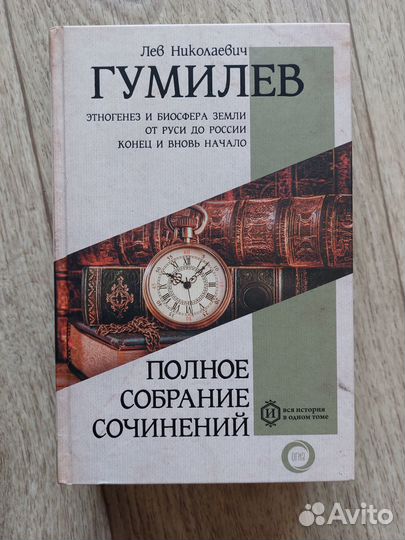 Лев Николаевич
ГУМИЛЕВ
ЭТНОГЕНЕЗ И БИОСФЕРА ЗЕМЛИ
ОТ РУСИ ДО РОССИИ
КОНЕЦ И ВНОВЬ НАЧАЛО
ПОЛНОЕ
СОБРАНИЕ
СОЧИНЕНИЙ
И
ВСЯ ИСТОРИЯ
В ОДНОМ ТОМЕ
ОГИЗ
Avito